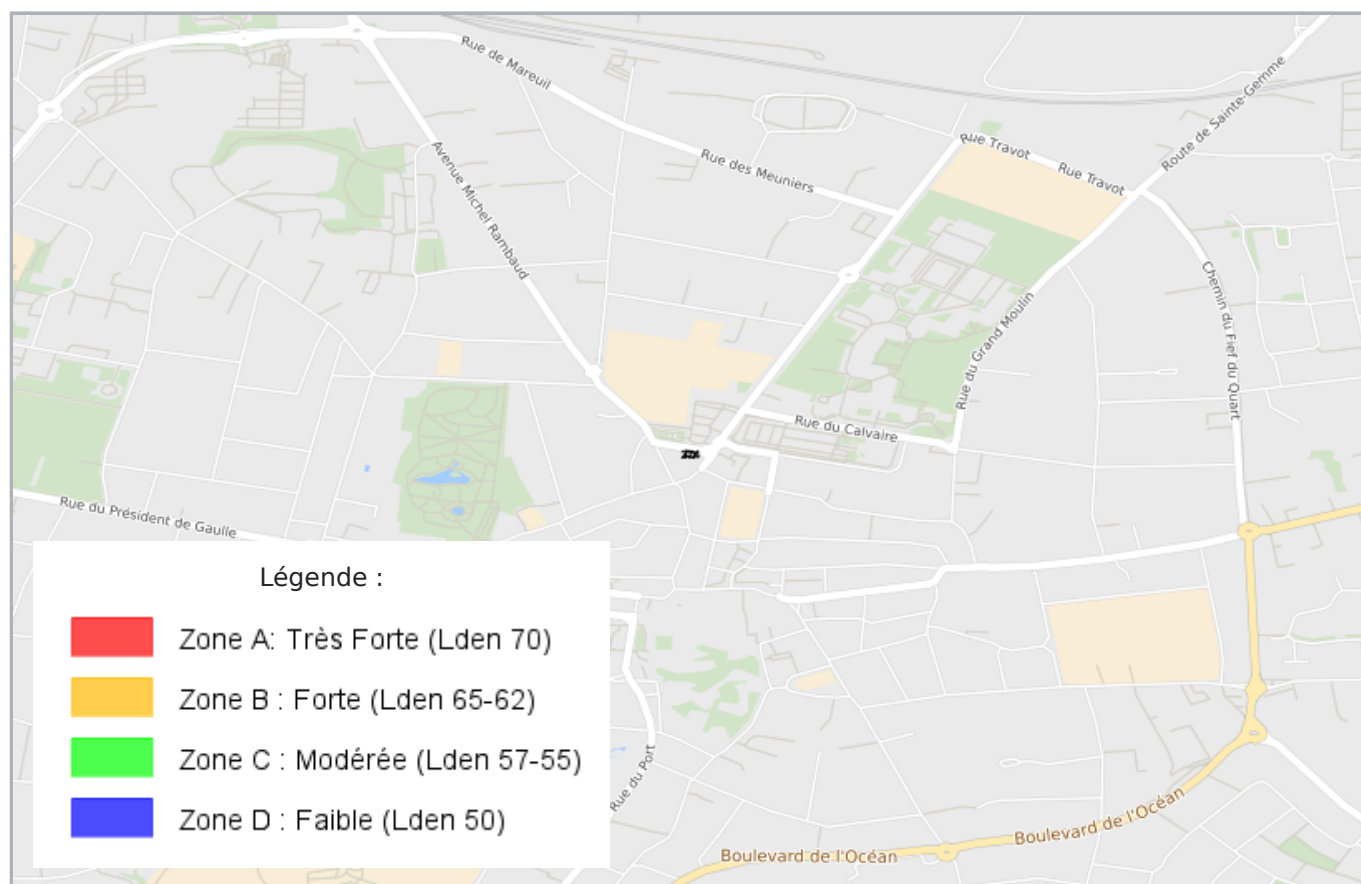 Rue de Mareuil
Route de Sainte-Gemme
Rue Travot
Rue Travot
Rue des Meuniers
Avenue Michel Rambaud
Chemin du Fief du Quart
Rue du Grand Moulin
Rue du Calvaire
Rue du Président de Gaulle
Légende :
Zone A: Très Forte (Lden 70)
Zone B : Forte (Lden 65-62)
Zone C : Modérée (Lden 57-55)
Zone D : Faible (Lden 50)
Rue du Port
Boulevard de l'Océan
Boulevard de l'Océan